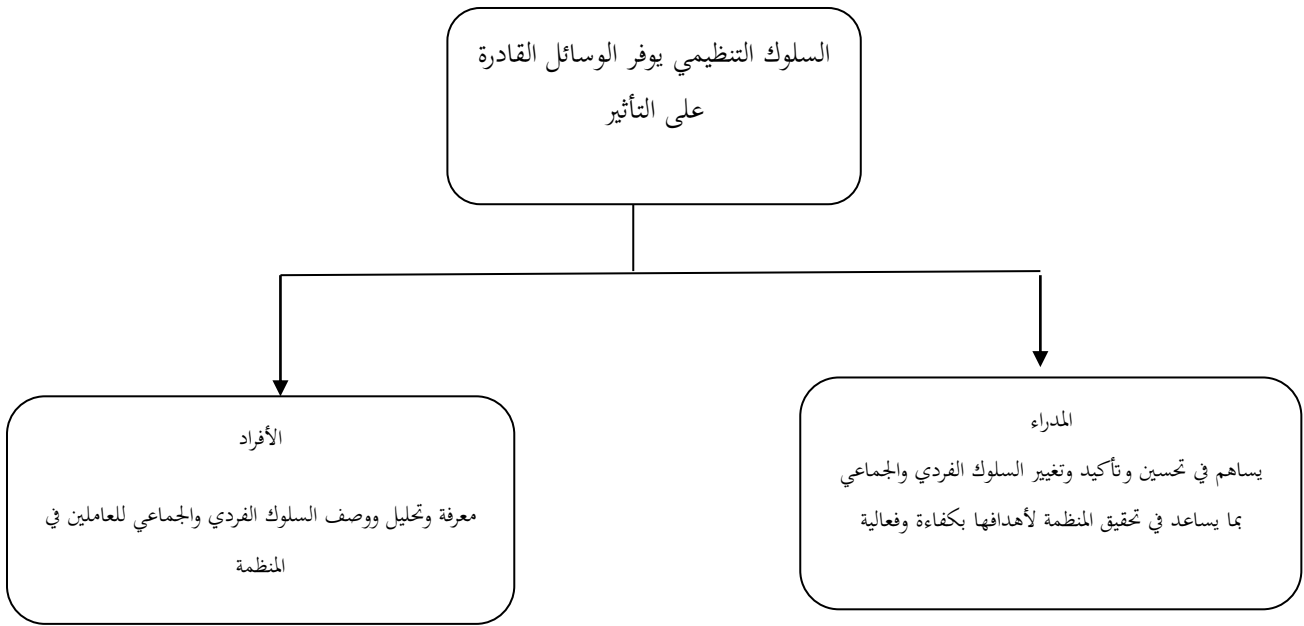 السلوك التنظيمي يوفر الوسائل القادرة
على التأثير
المدراء
يساهم في تحسين وتأكيد وتغيير السلوك الفردي والجماعي
بما يساعد في تحقيق المنظمة لأهدافها بكفاءة وفعالية
الأفراد
معرفة وتحليل ووصف السلوك الفردي والجماعي للعاملين في
المنظمة